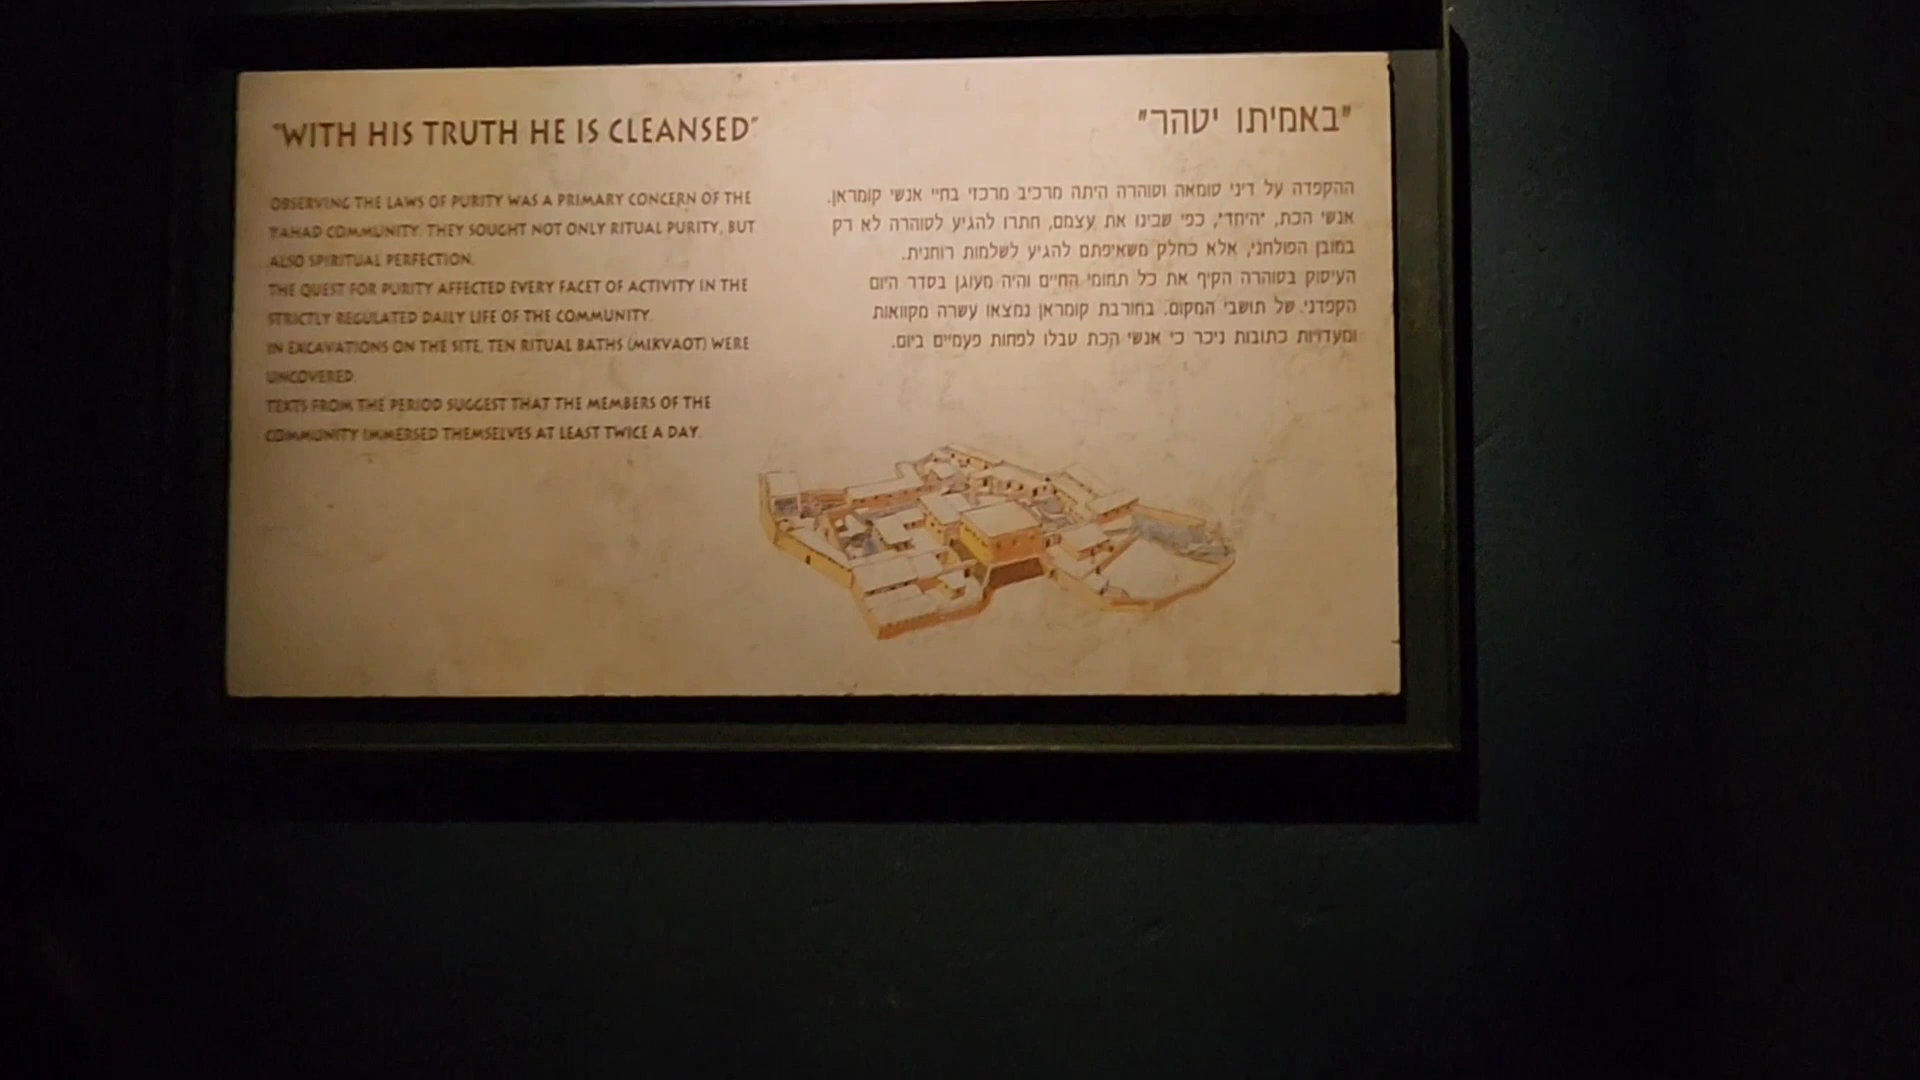 "WITH HIS TRUTH HE IS CLEANSED"
OBSERVING THE LAWS OF PURITY WAS A PRIMARY CONCERN OF THE
YAHAD COMMUNITY. THEY SOUGHT NOT ONLY RITUAL PURITY, BUT
ALSO SPIRITUAL PERFECTION.
THE QUEST FOR PURITY AFFECTED EVERY FACET OF ACTIVITY IN THE
STRICTLY REGULATED DAILY LIFE OF THE COMMUNITY.
IN EXCAVATIONS ON THE SITE, TEN RITUAL BATHS (MIKVAOT) WERE
UNCOVERED.
TEXTS FROM THE PERIOD SUGGEST THAT THE MEMBERS OF THE
COMMUNITY IMMERSED THEMSELVES AT LEAST TWICE A DAY.
"באמיתו יטהר"
ההקפדה על דיני טומאה וטוהרה היתה מרכיב מרכזי בחיי אנשי קומראן.
אנשי הכת, "היחד", כפי שכינו את עצמם, חתרו להגיע לטוהרה לא רק
במובן הפולחני, אלא כחלק משאיפתם להגיע לשלמות רוחנית.
העיסוק בטוהרה הקיף את כל תחומי החיים והיה מעוגן בסדר היום
הקפדני של תושבי המקום. בחורבת קומראן נמצאו עשרה מקוואות
ומעדויות כתובות ניכר כי אנשי הכת טבלו לפחות פעמיים ביום.